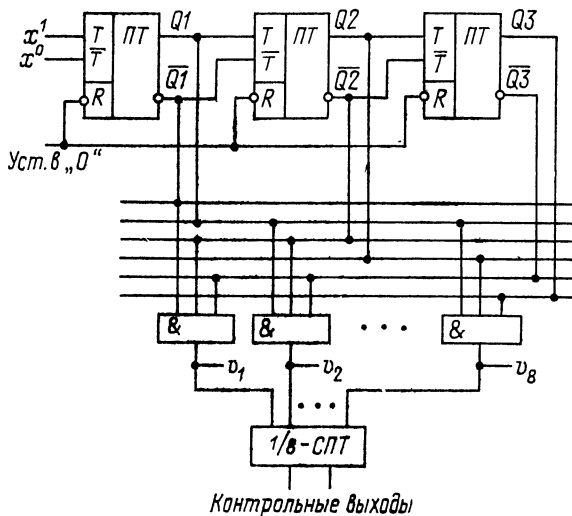 x¹ T ПТ Q1 T ПТ Q2 T ПТ Q3
x⁰ T̅ Q̅1̅ T̅ Q̅2̅ T̅ Q̅3̅
R R R
Уст. в „0“
& & • • • &
v₁ v₂ v₈
• • •
1/8-СПТ
Контрольные выходы